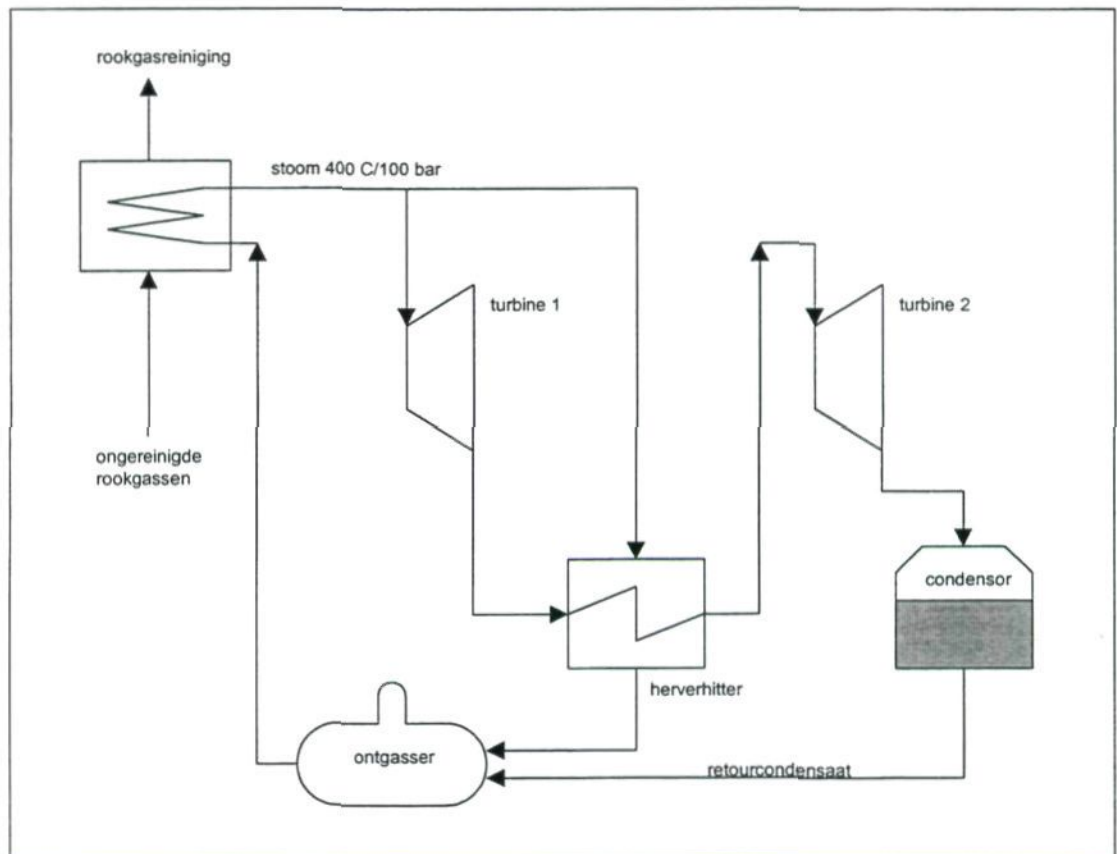 rookgasreiniging
stoom 400 C/100 bar
turbine 1
turbine 2
ongereinigde
rookgassen
condensor
herverhitter
ontgasser
retourcondensaat